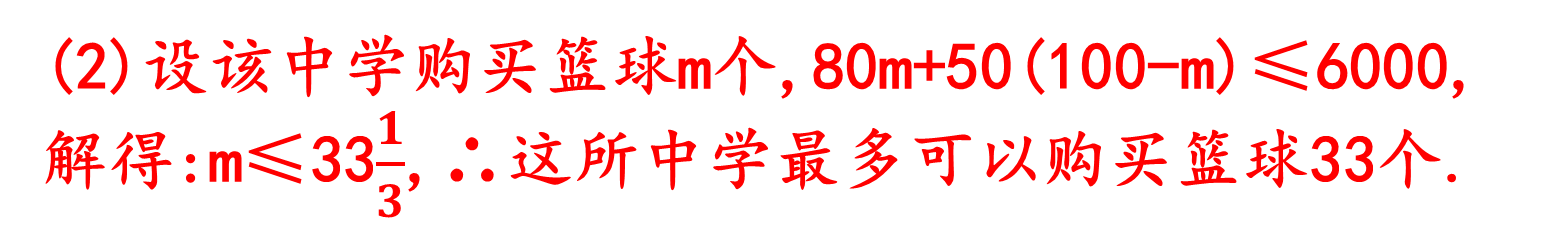 (2)设该中学购买篮球m个,80m+50(100-m)≤6000,
解得:m≤33$\frac{1}{3}$,∴这所中学最多可以购买篮球33个.